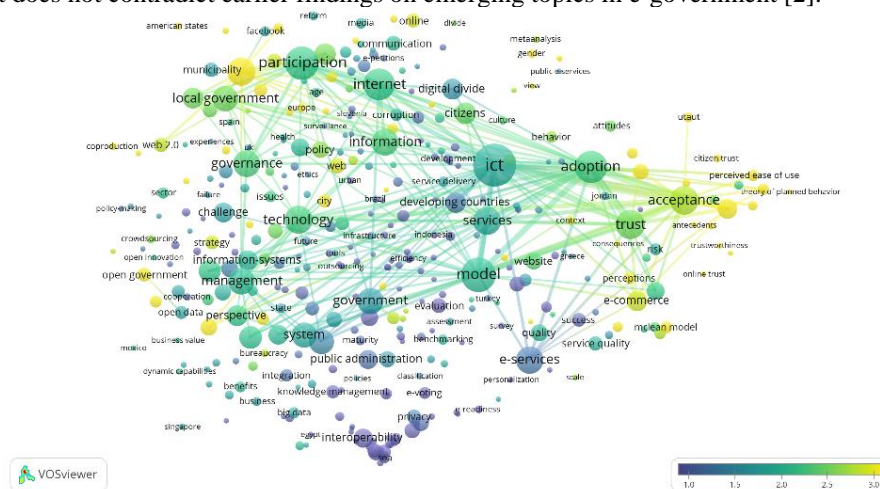 t does not contradict earlier findings on emerging topics in e-government [2].
american states
reform
media
online
divide
facebook
communication
metaanalysis
gender
participation
e-petitions
municipality
internet
public eservices
view
age
digital divide
local government
europe
slovenia
corruption
citizens
culture
utaut
spain
surveillance
behavior
attitudes
coproduction
web 2.0
experiences
health
information
uk
policy
development
ict
citizen trust
governance
web
adoption
perceived ease of use
ethics
urban
service delivery
theory of planned behavior
sector
failure
issues
city
brazil
developing countries
jordan
acceptance
policy-making
challenge
technology
services
context
trust
antecedents
crowdsourcing
strategy
future
infrastructure
indonesia
consequences
trustworthiness
open innovation
information-systems
efficiency
website
greece
risk
outsourcing
open government
management
model
perceptions
online trust
cooperation
government
turkey
e-commerce
open data
perspective
state
evaluation
assessment
survey
success
mclean model
business value
system
maturity
benchmarking
quality
service quality
mexico
bureaucracy
public administration
e-services
dynamic capabilities
integration
policies
classification
personalization
scale
benefits
knowledge management
e-voting
business
big data
privacy
readiness
singapore
egypt
interoperability
soa
VOSviewer
1.0 1.5 2.0 2.5 3.0